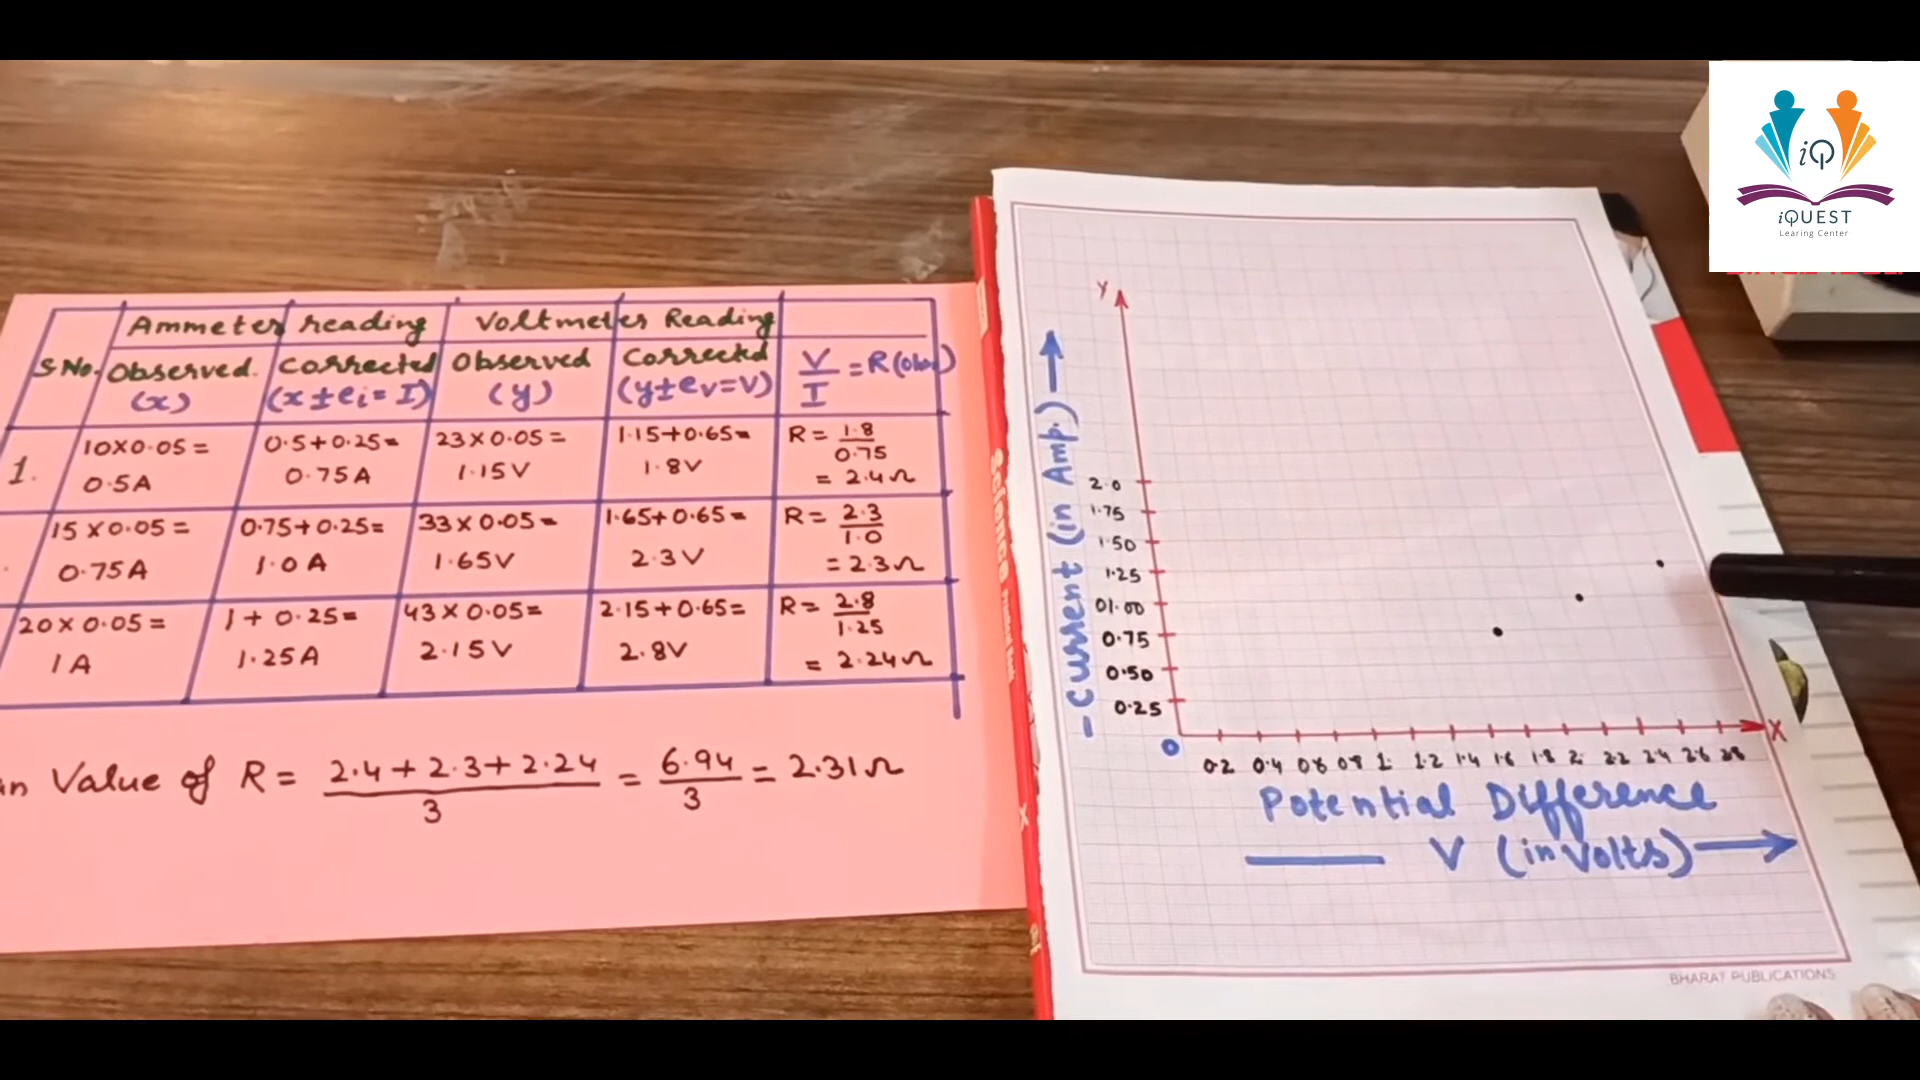 iQ
iQUEST
Learing Center
Ammeter reading
Voltmeter Reading
S.No.
Observed.
(x)
Corrected
(x±ei=I)
Observed
(y)
Corrected
(y±ev=V)
V/I = R(ohm)
1.
10×0.05=
0.5A
0.5+0.25=
0.75A
23×0.05=
1.15V
1.15+0.65=
1.8V
R= 1.8/0.75
= 2.4Ω
15×0.05=
0.75A
0.75+0.25=
1.0A
33×0.05=
1.65V
1.65+0.65=
2.3V
R= 2.3/1.0
=2.3Ω
20×0.05=
1A
1+0.25=
1.25A
43×0.05=
2.15V
2.15+0.65=
2.8V
R= 2.8/1.25
= 2.24Ω
Value of R= 2.4+2.3+2.24/3 = 6.94/3 = 2.31Ω
Science
X
Y
Current (in Amp.)
2.0
1.75
1.50
1.25
01.00
0.75
0.50
0.25
O
X
0.2 0.4 0.6 0.8 1. 1.2 1.4 1.6 1.8 2. 2.2 2.4 2.6 2.8
Potential Difference
V (in Volts)
BHARAT PUBLICATIONS